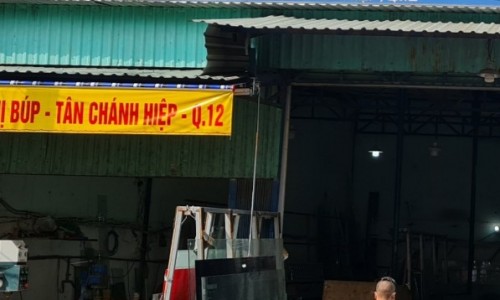 BÚP - TÂN CHÁNH HIỆP - Q.12